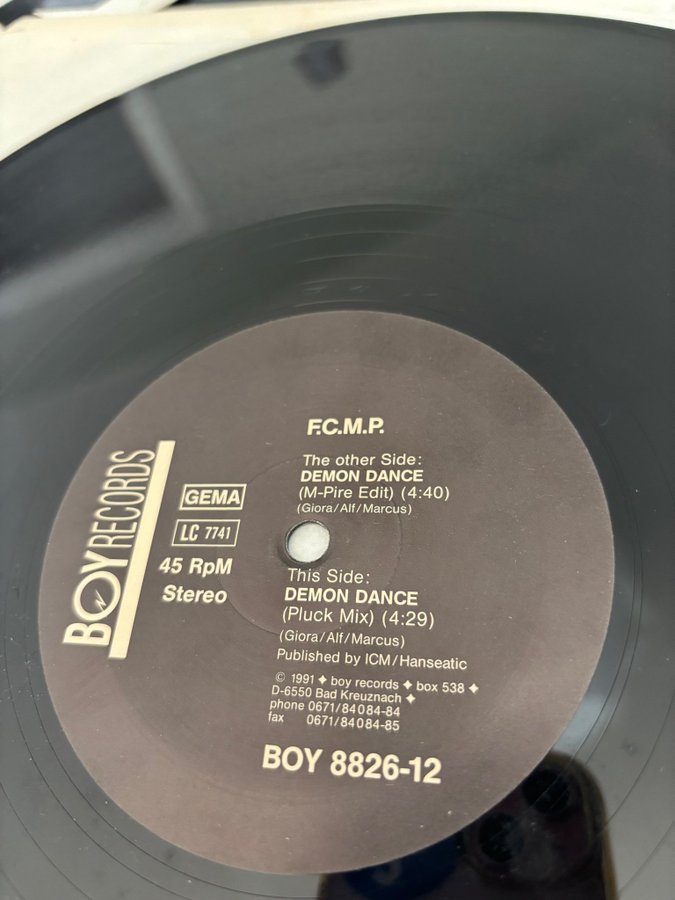 F.C.M.P.
The other Side:
DEMON DANCE
(M-Pire Edit) (4:40)
(Giora/Alf/Marcus)
BOY RECORDS
GEMA
LC 7741
45 RpM
Stereo
This Side:
DEMON DANCE
(Pluck Mix) (4:29)
(Giora/Alf/Marcus)
Published by ICM/Hanseatic
© 1991 ✦ boy records ✦ box 538 ✦
D-6550 Bad Kreuznach ✦
phone 0671/84084-84
fax 0671/84084-85
BOY 8826-12